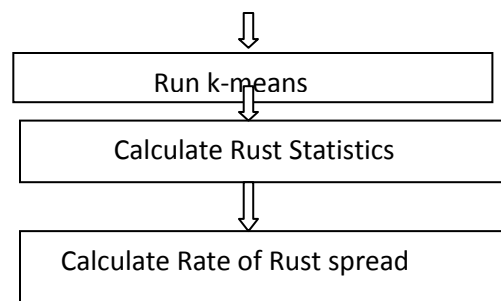 Run k-means
Calculate Rust Statistics
Calculate Rate of Rust spread